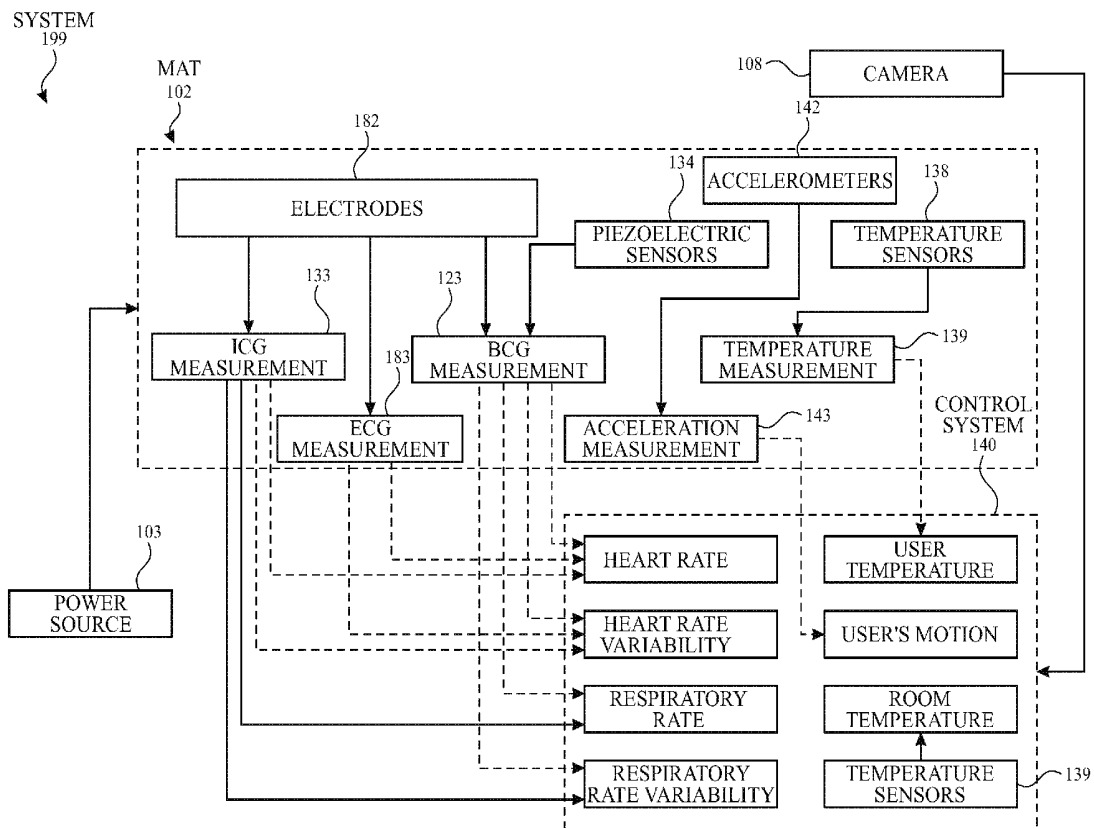 SYSTEM
199
MAT
102
108
CAMERA
182
142
134
ACCELEROMETERS
138
ELECTRODES
PIEZOELECTRIC
SENSORS
TEMPERATURE
SENSORS
133
123
ICG
MEASUREMENT
BCG
MEASUREMENT
TEMPERATURE
MEASUREMENT
139
183
ECG
MEASUREMENT
ACCELERATION
MEASUREMENT
143
CONTROL
SYSTEM
140
103
POWER
SOURCE
HEART RATE
USER
TEMPERATURE
HEART RATE
VARIABILITY
USER'S MOTION
RESPIRATORY
RATE
ROOM
TEMPERATURE
RESPIRATORY
RATE VARIABILITY
TEMPERATURE
SENSORS
139